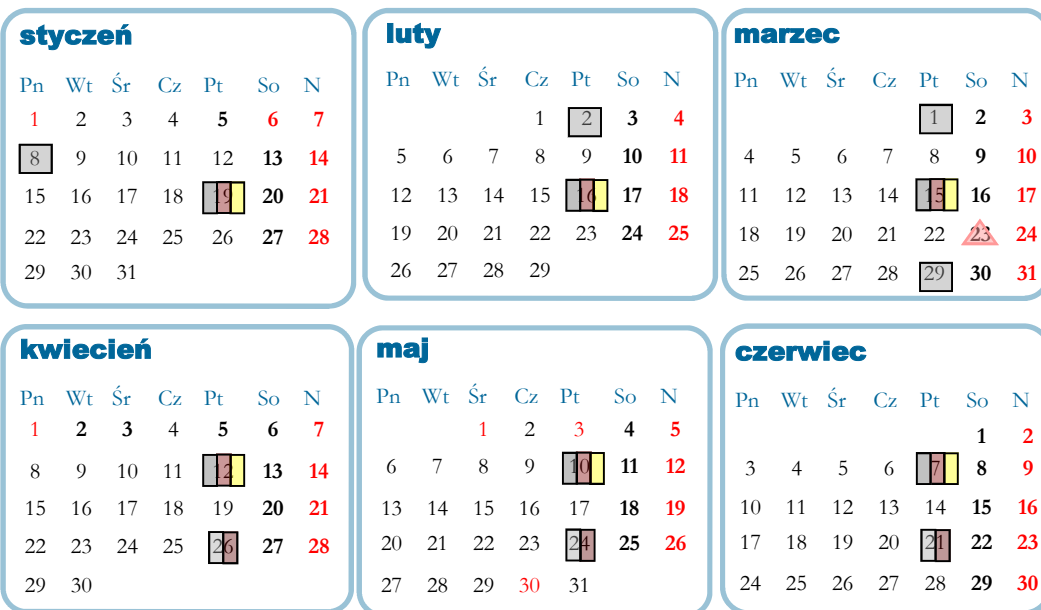 styczeń
Pn Wt Śr Cz Pt So N
1 2 3 4 5 6 7
8 9 10 11 12 13 14
15 16 17 18 19 20 21
22 23 24 25 26 27 28
29 30 31
luty
Pn Wt Śr Cz Pt So N
1 2 3 4
5 6 7 8 9 10 11
12 13 14 15 16 17 18
19 20 21 22 23 24 25
26 27 28 29
marzec
Pn Wt Śr Cz Pt So N
1 2 3
4 5 6 7 8 9 10
11 12 13 14 15 16 17
18 19 20 21 22 23 24
25 26 27 28 29 30 31
kwiecień
Pn Wt Śr Cz Pt So N
1 2 3 4 5 6 7
8 9 10 11 12 13 14
15 16 17 18 19 20 21
22 23 24 25 26 27 28
29 30
maj
Pn Wt Śr Cz Pt So N
1 2 3 4 5
6 7 8 9 10 11 12
13 14 15 16 17 18 19
20 21 22 23 24 25 26
27 28 29 30 31
czerwiec
Pn Wt Śr Cz Pt So N
1 2
3 4 5 6 7 8 9
10 11 12 13 14 15 16
17 18 19 20 21 22 23
24 25 26 27 28 29 30